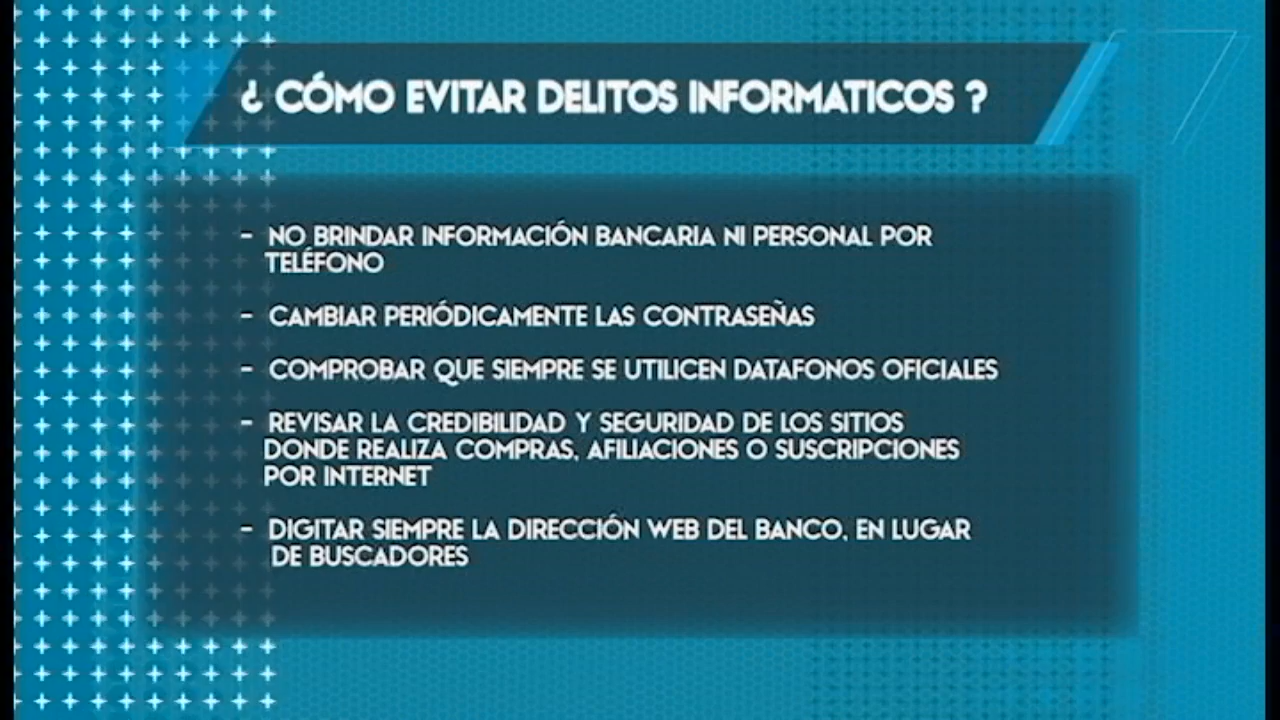 ¿ CÓMO EVITAR DELITOS INFORMATICOS ?
- NO BRINDAR INFORMACIÓN BANCARIA NI PERSONAL POR
TELÉFONO
- CAMBIAR PERIÓDICAMENTE LAS CONTRASEÑAS
- COMPROBAR QUE SIEMPRE SE UTILICEN DATAFONOS OFICIALES
- REVISAR LA CREDIBILIDAD Y SEGURIDAD DE LOS SITIOS
DONDE REALIZA COMPRAS, AFILIACIONES O SUSCRIPCIONES
POR INTERNET
- DIGITAR SIEMPRE LA DIRECCIÓN WEB DEL BANCO, EN LUGAR
DE BUSCADORES